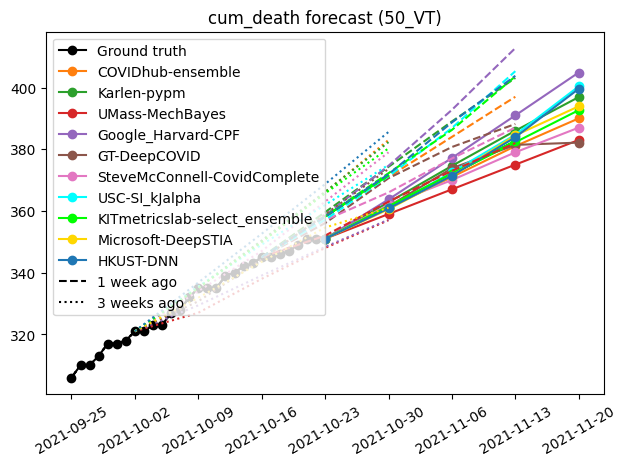 cum_death forecast (50_VT)
400
380
360
340
320
Ground truth
COVIDhub-ensemble
Karlen-pypm
UMass-MechBayes
Google_Harvard-CPF
GT-DeepCOVID
SteveMcConnell-CovidComplete
USC-SI_kJalpha
KITmetricslab-select_ensemble
Microsoft-DeepSTIA
HKUST-DNN
1 week ago
3 weeks ago
2021-09-25
2021-10-02
2021-10-09
2021-10-16
2021-10-23
2021-10-30
2021-11-06
2021-11-13
2021-11-20